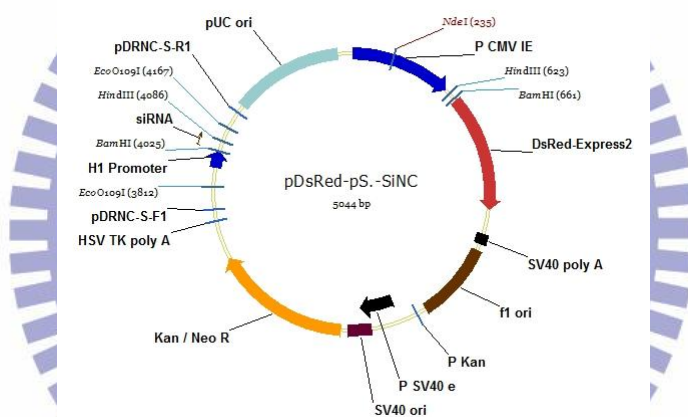 pUC ori
NdeI (235)
P CMV IE
pDRNC-S-R1
EcoO109I (4167)
HindIII (4086)
siRNA
BamHI (4025)
H1 Promoter
EcoO109I (3812)
pDRNC-S-F1
HSV TK poly A
HindIII (623)
BamHI (661)
DsRed-Express2
pDsRed-pS.-SiNC
5044 bp
SV40 poly A
f1 ori
P Kan
P SV40 e
SV40 ori
Kan / Neo R